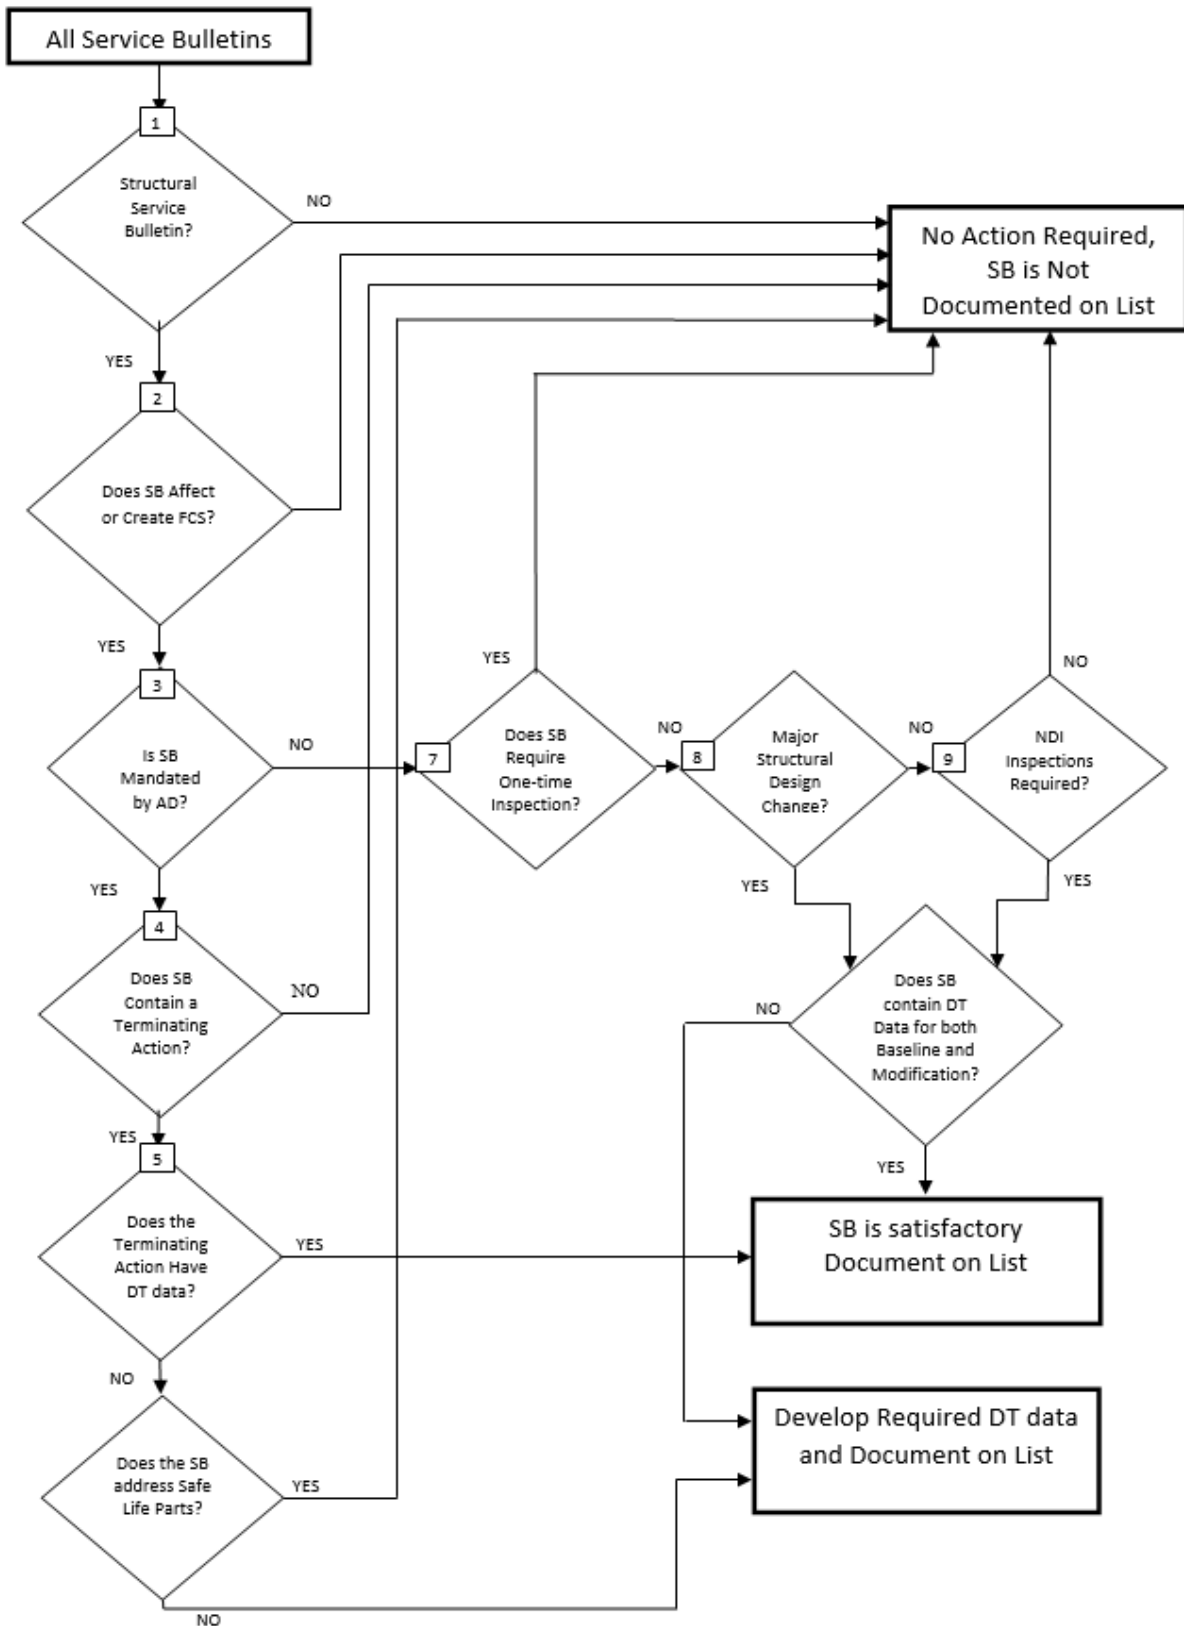 All Service Bulletins
1
Structural
Service
Bulletin?
NO
No Action Required,
SB is Not
Documented on List
YES
2
Does SB Affect
or Create FCS?
YES
3
Is SB
Mandated
by AD?
NO
YES
7
Does SB
Require
One-time
Inspection?
NO
8
Major
Structural
Design
Change?
NO
9
NDI
Inspections
Required?
NO
YES
YES
YES
4
Does SB
Contain a
Terminating
Action?
NO
Does SB
contain DT
Data for both
Baseline and
Modification?
NO
YES
YES
5
Does the
Terminating
Action Have
DT data?
YES
SB is satisfactory
Document on List
NO
Does the SB
address Safe
Life Parts?
YES
Develop Required DT data
and Document on List
NO